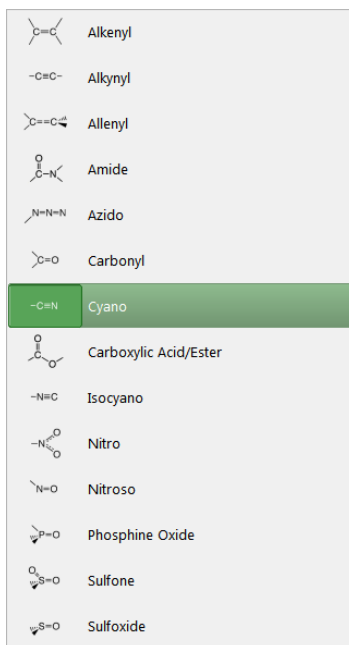 C=C Alkenyl
-C≡C- Alkynyl
C==C Allenyl
O
C-N Amide
N=N=N Azido
C=O Carbonyl
-C≡N Cyano
O
C
O Carboxylic Acid/Ester
-N≡C Isocyano
O
-N
O Nitro
N=O Nitroso
P=O Phosphine Oxide
O
S=O Sulfone
S=O Sulfoxide